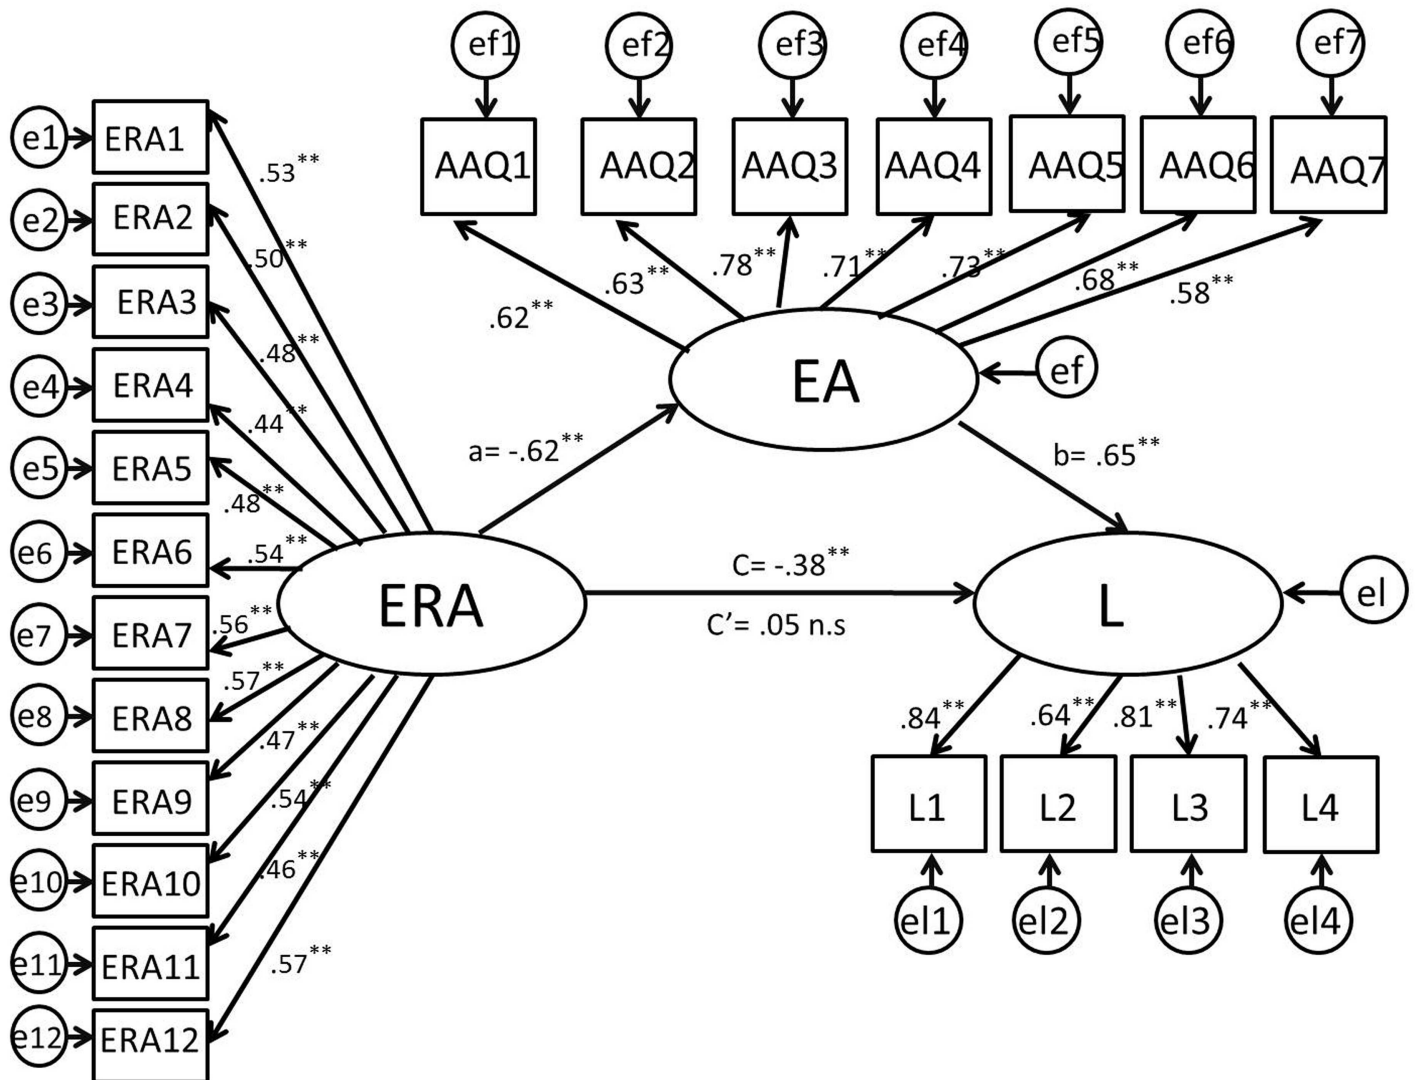 ef1 ef2 ef3 ef4 ef5 ef6 ef7
AAQ1 AAQ2 AAQ3 AAQ4 AAQ5 AAQ6 AAQ7
.62** .63** .78** .71** .73** .68** .58**
EA
ef
e1 ERA1
e2 ERA2
e3 ERA3
e4 ERA4
e5 ERA5
e6 ERA6
e7 ERA7
e8 ERA8
e9 ERA9
e10 ERA10
e11 ERA11
e12 ERA12
.53**
.50**
.48**
.44**
.48**
.54**
.56**
.57**
.47**
.54**
.46**
.57**
ERA
a= -.62**
b= .65**
C= -.38**
C’= .05 n.s
L
el
.84** .64** .81** .74**
L1 L2 L3 L4
el1 el2 el3 el4